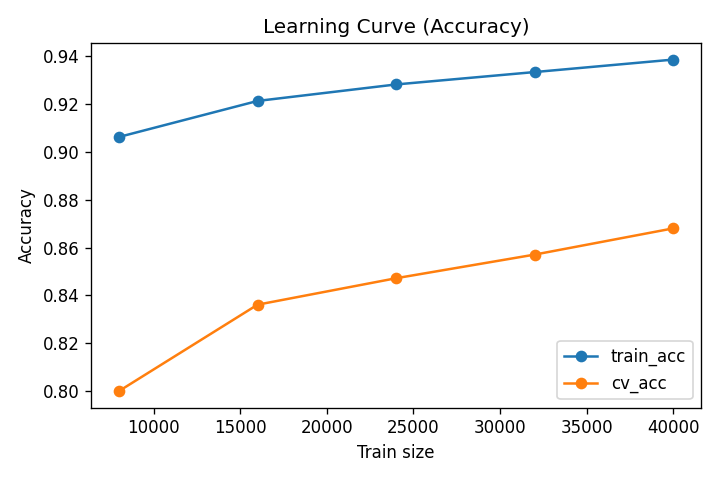 Learning Curve (Accuracy)
0.94
0.92
0.90
0.88
0.86
0.84
0.82
0.80
Accuracy
train_acc
cv_acc
10000 15000 20000 25000 30000 35000 40000
Train size